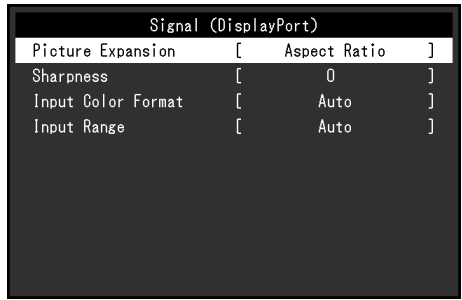 Signal (DisplayPort)
Picture Expansion [ Aspect Ratio ]
Sharpness [ 0 ]
Input Color Format [ Auto ]
Input Range [ Auto ]